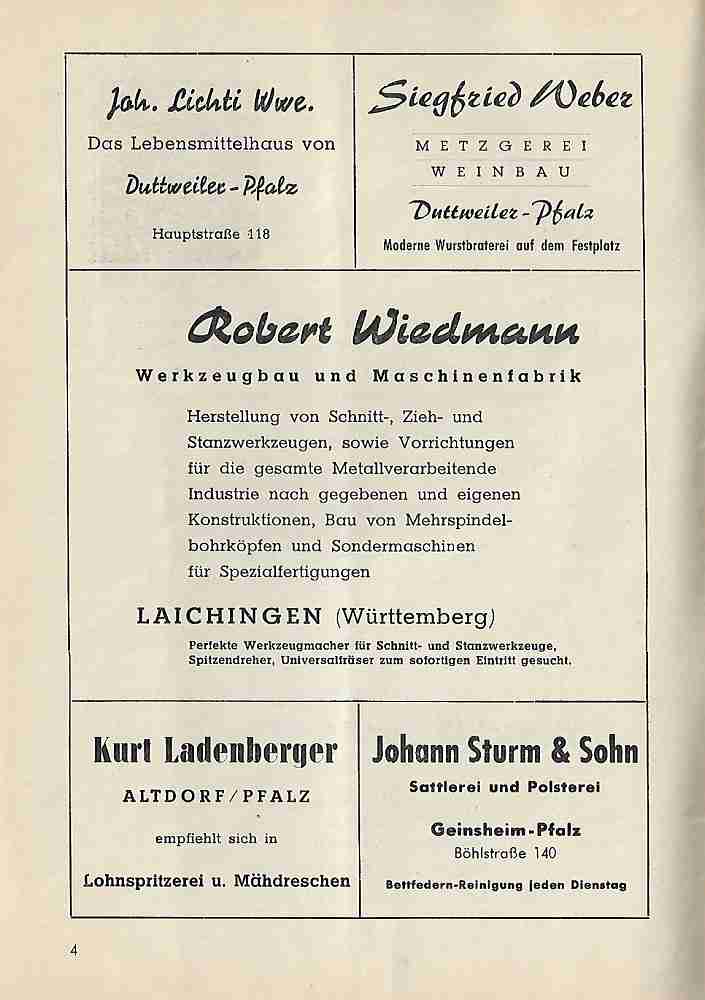 Joh. Lichti Wwe.
Das Lebensmittelhaus von
Duttweiler - Pfalz
Hauptstraße 118
Siegfried Weber
METZGEREI
WEINBAU
Duttweiler - Pfalz
Moderne Wurstbraterei auf dem Festplatz
Robert Wiedmann
Werkzeugbau und Maschinenfabrik
Herstellung von Schnitt-, Zieh- und
Stanzwerkzeugen, sowie Vorrichtungen
für die gesamte Metallverarbeitende
Industrie nach gegebenen und eigenen
Konstruktionen, Bau von Mehrspindel-
bohrköpfen und Sondermaschinen
für Spezialfertigungen
LAICHINGEN (Württemberg)
Perfekte Werkzeugmacher für Schnitt- und Stanzwerkzeuge,
Spitzendreher, Universalfräser zum sofortigen Eintritt gesucht.
Kurt Ladenberger
ALTDORF/PFALZ
empfiehlt sich in
Lohnspritzerei u. Mähdreschen
Johann Sturm & Sohn
Sattlerei und Polsterei
Geinsheim-Pfalz
Böhlstraße 140
Bettfedern-Reinigung jeden Dienstag
4